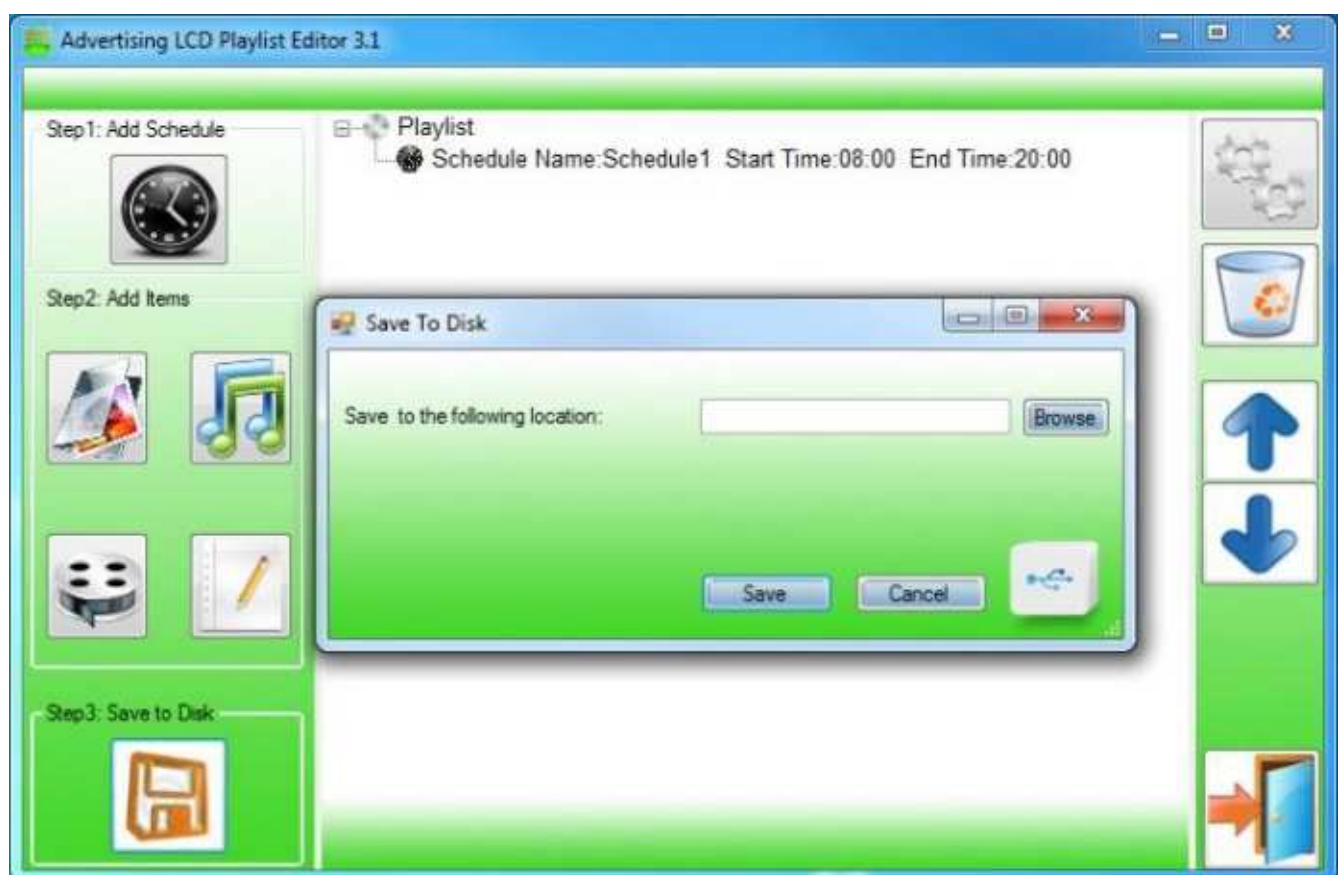 Advertising LCD Playlist Editor 3.1
Step1: Add Schedule
Playlist
Schedule Name:Schedule1 Start Time:08:00 End Time:20:00
Step2: Add Items
Save To Disk
Save to the following location:
Browse
Save
Cancel
Step3: Save to Disk